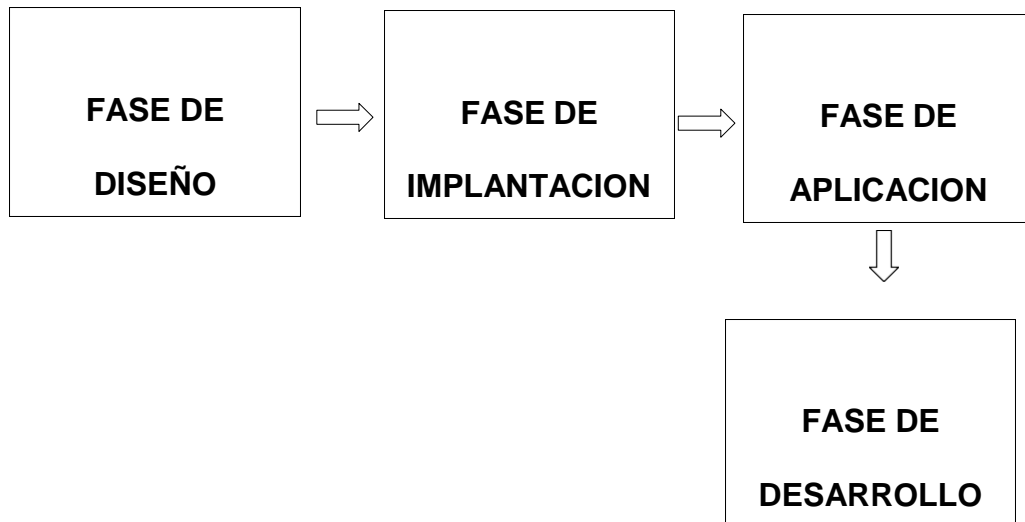 FASE DE
DISEÑO
FASE DE
IMPLANTACION
FASE DE
APLICACION
FASE DE
DESARROLLO